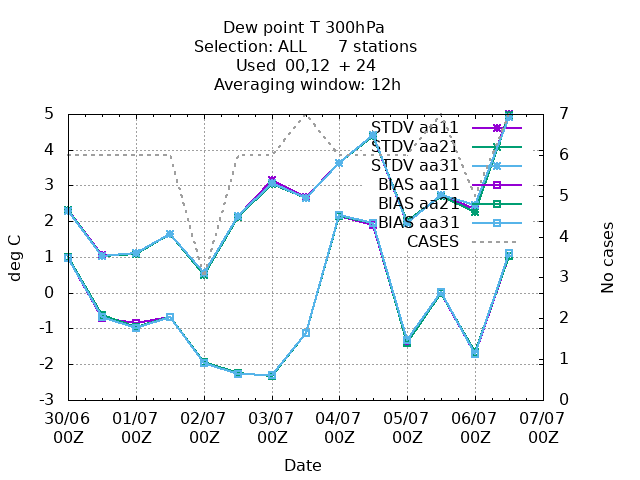 Dew point T 300hPa
Selection: ALL      7 stations
Used  00,12  + 24
Averaging window: 12h
5
4
3
2
1
0
-1
-2
-3
deg C
7
6
5
4
3
2
1
0
No cases
STDV aa11
STDV aa21
STDV aa31
BIAS aa11
BIAS aa21
BIAS aa31
CASES
30/06 01/07 02/07 03/07 04/07 05/07 06/07 07/07
00Z 00Z 00Z 00Z 00Z 00Z 00Z 00Z
Date